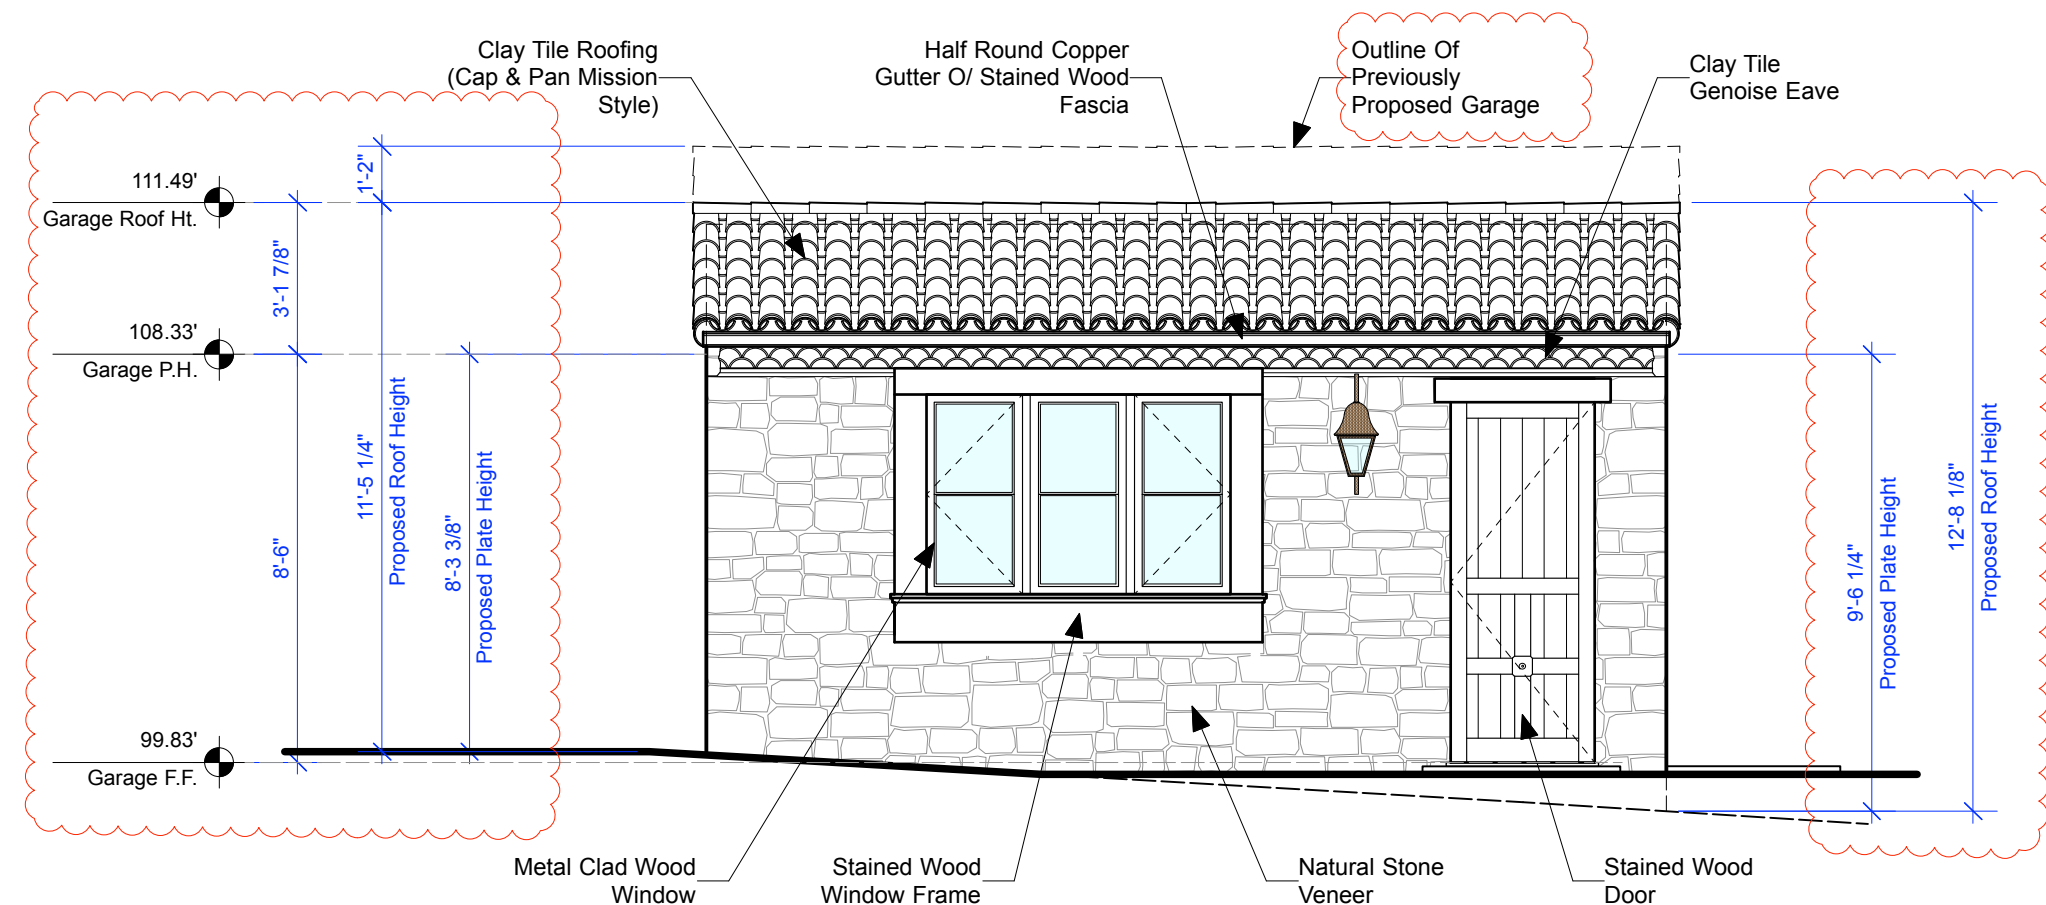 Clay Tile Roofing
(Cap & Pan Mission
Style)
Half Round Copper
Gutter O/ Stained Wood
Fascia
Outline Of
Previously
Proposed Garage
Clay Tile
Genoise Eave
111.49'
Garage Roof Ht.
108.33'
Garage P.H.
99.83'
Garage F.F.
1'-2"
3'-1 7/8"
8'-6"
11'-5 1/4"
Proposed Roof Height
8'-3 3/8"
Proposed Plate Height
9'-6 1/4"
Proposed Plate Height
12'-8 1/8"
Proposed Roof Height
Metal Clad Wood
Window
Stained Wood
Window Frame
Natural Stone
Veneer
Stained Wood
Door